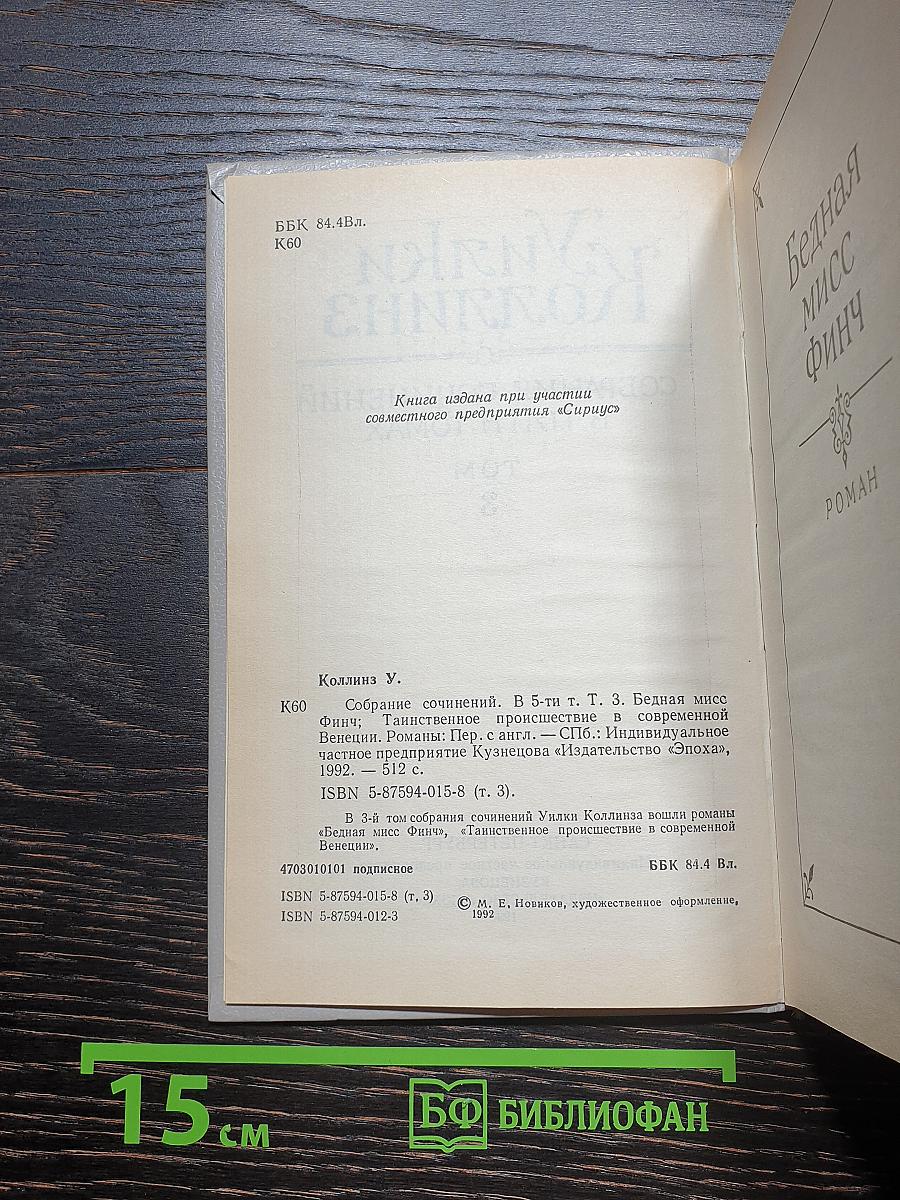 ББК 84.4Вл.
К60
Книга издана при участии
совместного предприятия «Сириус»
Коллинз У.
К60 Собрание сочинений. В 5-ти т. Т. 3. Бедная мисс
Финч; Таинственное происшествие в современной
Венеции. Романы: Пер. с англ. — СПб.: Индивидуальное
частное предприятие Кузнецова «Издательство «Эпоха»,
1992. — 512 с.
ISBN 5-87594-015-8 (т. 3).
В 3-й том собрания сочинений Уилки Коллинза вошли романы
«Бедная мисс Финч», «Таинственное происшествие в современной
Венеции».
4703010101 подписное ББК 84.4 Вл.
ISBN 5-87594-015-8 (т, 3)
ISBN 5-87594-012-3
© М. Е, Новиков, художественное оформление,
1992
Бедная
мисс
Финч
РОМАН
15 см
БФ БИБЛИОФАН